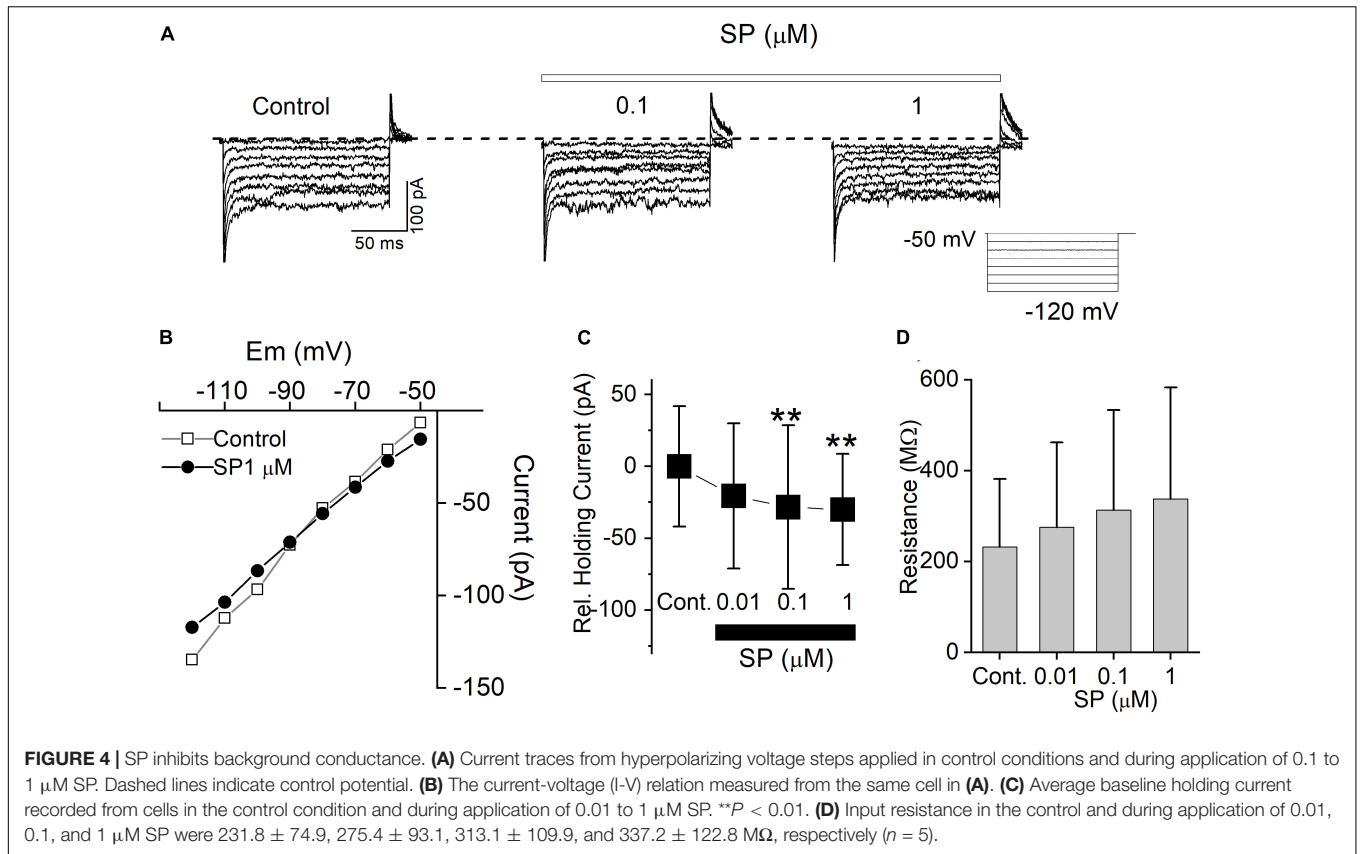 A
SP (μM)
Control
0.1
1
100 pA
50 ms
-50 mV
-120 mV
B
Em (mV)
-110
-90
-70
-50
Control
SP1 μM
-50
-100
-150
Current (pA)
C
Rel. Holding Current (pA)
50
0
-50
-100
**
**
Cont.
0.01
0.1
1
SP (μM)
D
Resistance (MΩ)
600
400
200
0
Cont.
0.01
0.1
1
SP (μM)
FIGURE 4 | SP inhibits background conductance. (A) Current traces from hyperpolarizing voltage steps applied in control conditions and during application of 0.1 to
1 μM SP. Dashed lines indicate control potential. (B) The current-voltage (I-V) relation measured from the same cell in (A). (C) Average baseline holding current
recorded from cells in the control condition and during application of 0.01 to 1 μM SP. **P < 0.01. (D) Input resistance in the control and during application of 0.01,
0.1, and 1 μM SP were 231.8 ± 74.9, 275.4 ± 93.1, 313.1 ± 109.9, and 337.2 ± 122.8 MΩ, respectively (n = 5).